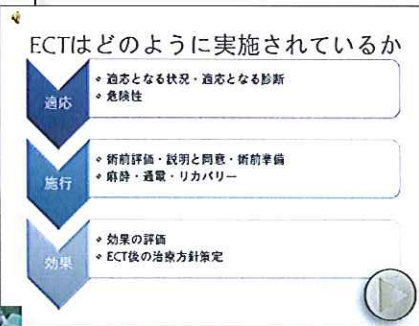 ECTはどのように実施されているか
適応
◆ 適応となる状況・適応となる診断
◆ 危険性
施行
◆ 術前評価・説明と同意・術前準備
◆ 麻酔・通電・リカバリー
効果
◆ 効果の評価
◆ ECT後の治療方針策定